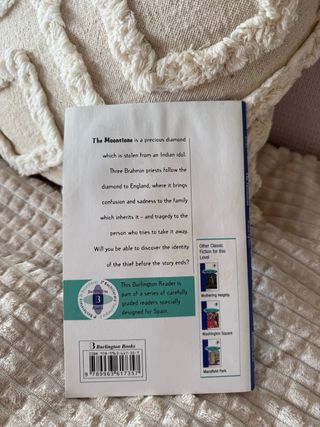 The Moonstone is a precious diamond
which is stolen from an Indian idol.
Three Brahmin priests follow the
diamond to England, where it brings
confusion and sadness to the family
which inherits it – and tragedy to the
person who tries to take it away.
Will you be able to discover the identity
of the thief before the story ends?
3
This Burlington Reader is
part of a series of carefully
graded readers specially
designed for Spain.
Other Classic
Fiction for this
Level
Wuthering Heights
Washington Square
Mansfield Park
Burlington Books
9 789963 617357